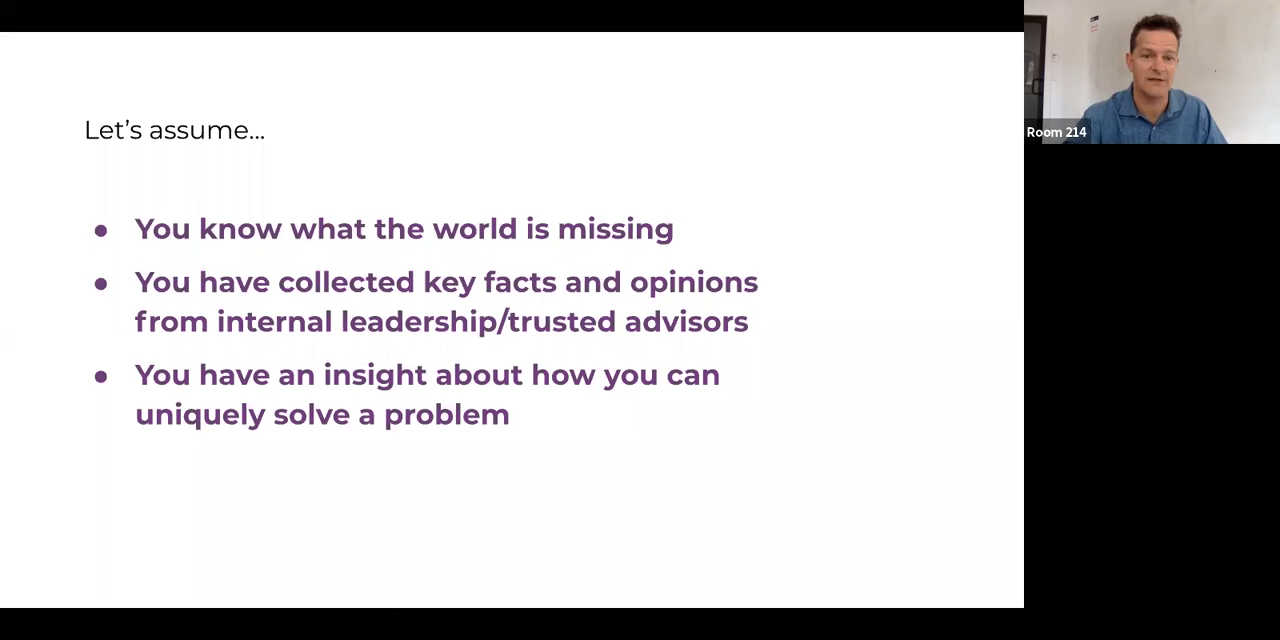 Let’s assume...
● You know what the world is missing
● You have collected key facts and opinions
from internal leadership/trusted advisors
● You have an insight about how you can
uniquely solve a problem
Room 214